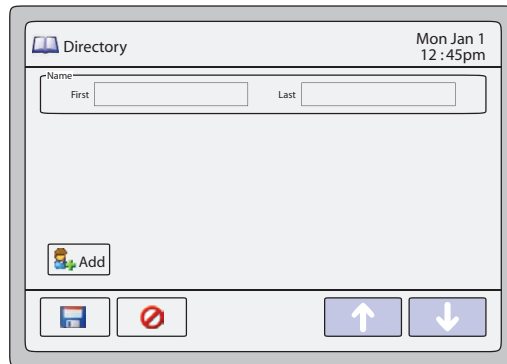 Directory
Mon Jan 1
12 :45pm
Name
First
Last
Add